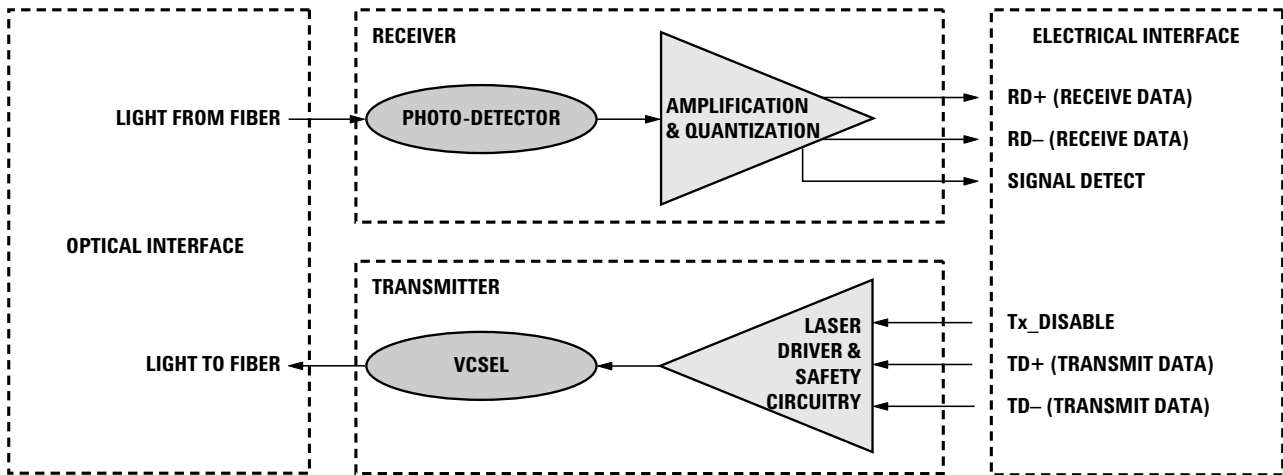 RECEIVER
ELECTRICAL INTERFACE
LIGHT FROM FIBER
PHOTO-DETECTOR
AMPLIFICATION
& QUANTIZATION
RD+ (RECEIVE DATA)
RD– (RECEIVE DATA)
SIGNAL DETECT
OPTICAL INTERFACE
TRANSMITTER
LIGHT TO FIBER
VCSEL
LASER
DRIVER &
SAFETY
CIRCUITRY
Tx_DISABLE
TD+ (TRANSMIT DATA)
TD– (TRANSMIT DATA)